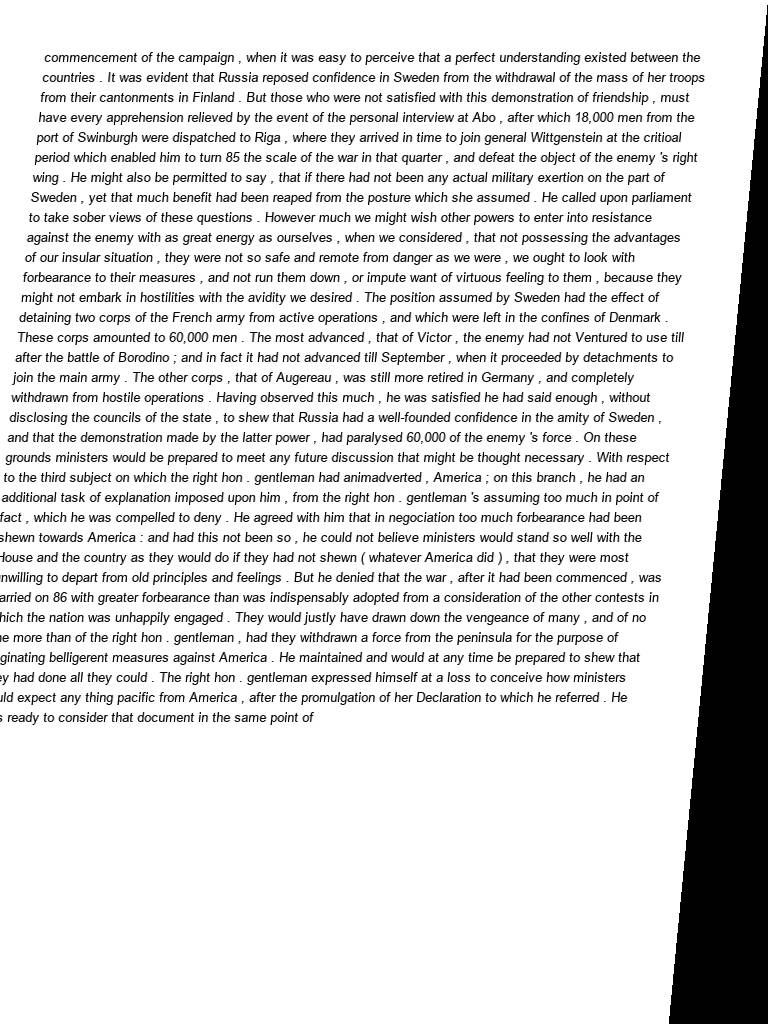 commencement of the campaign , when it was easy to perceive that a perfect understanding existed between the
countries . It was evident that Russia reposed confidence in Sweden from the withdrawal of the mass of her troops
from their cantonments in Finland . But those who were not satisfied with this demonstration of friendship , must
have every apprehension relieved by the event of the personal interview at Abo , after which 18,000 men from the
port of Swinburgh were dispatched to Riga , where they arrived in time to join general Wittgenstein at the critioal
period which enabled him to turn 85 the scale of the war in that quarter , and defeat the object of the enemy 's right
wing . He might also be permitted to say , that if there had not been any actual military exertion on the part of
Sweden , yet that much benefit had been reaped from the posture which she assumed . He called upon parliament
to take sober views of these questions . However much we might wish other powers to enter into resistance
against the enemy with as great energy as ourselves , when we considered , that not possessing the advantages
of our insular situation , they were not so safe and remote from danger as we were , we ought to look with
forbearance to their measures , and not run them down , or impute want of virtuous feeling to them , because they
might not embark in hostilities with the avidity we desired . The position assumed by Sweden had the effect of
detaining two corps of the French army from active operations , and which were left in the confines of Denmark .
These corps amounted to 60,000 men . The most advanced , that of Victor , the enemy had not Ventured to use till
after the battle of Borodino ; and in fact it had not advanced till September , when it proceeded by detachments to
join the main army . The other corps , that of Augereau , was still more retired in Germany , and completely
withdrawn from hostile operations . Having observed this much , he was satisfied he had said enough , without
disclosing the councils of the state , to shew that Russia had a well-founded confidence in the amity of Sweden ,
and that the demonstration made by the latter power , had paralysed 60,000 of the enemy 's force . On these
grounds ministers would be prepared to meet any future discussion that might be thought necessary . With respect
to the third subject on which the right hon . gentleman had animadverted , America ; on this branch , he had an
additional task of explanation imposed upon him , from the right hon . gentleman 's assuming too much in point of
fact , which he was compelled to deny . He agreed with him that in negociation too much forbearance had been
shewn towards America : and had this not been so , he could not believe ministers would stand so well with the
House and the country as they would do if they had not shewn ( whatever America did ) , that they were most
nwilling to depart from old principles and feelings . But he denied that the war , after it had been commenced , was
arried on 86 with greater forbearance than was indispensably adopted from a consideration of the other contests in
hich the nation was unhappily engaged . They would justly have drawn down the vengeance of many , and of no
e more than of the right hon . gentleman , had they withdrawn a force from the peninsula for the purpose of
ginating belligerent measures against America . He maintained and would at any time be prepared to shew that
ey had done all they could . The right hon . gentleman expressed himself at a loss to conceive how ministers
uld expect any thing pacific from America , after the promulgation of her Declaration to which he referred . He
s ready to consider that document in the same point of